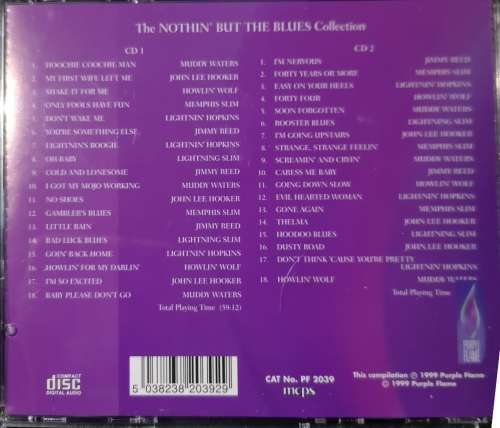 The NOTHIN' BUT THE BLUES Collection
CD 1
1. HOOCHIE COOCHIE MAN MUDDY WATERS
2. MY FIRST WIFE LEFT ME JOHN LEE HOOKER
3. SHAKE IT FOR ME HOWLIN' WOLF
4. ONLY FOOLS HAVE FUN MEMPHIS SLIM
5. DON'T WAKE ME LIGHTNIN' HOPKINS
6. YOU'RE SOMETHING ELSE JIMMY REED
7. LIGHTNIN'S BOOGIE LIGHTNIN' HOPKINS
8. OH BABY LIGHTNING SLIM
9. COLD AND LONESOME JIMMY REED
10. I GOT MY MOJO WORKING MUDDY WATERS
11. NO SHOES JOHN LEE HOOKER
12. GAMBLER'S BLUES MEMPHIS SLIM
13. LITTLE RAIN JIMMY REED
14. BAD LUCK BLUES LIGHTNING SLIM
15. GOIN' BACK HOME LIGHTNIN' HOPKINS
16. HOWLIN' FOR MY DARLIN' HOWLIN' WOLF
17. I'M SO EXCITED JOHN LEE HOOKER
18. BABY PLEASE DON'T GO MUDDY WATERS
Total Playing Time (59:12)
CD 2
1. I'M NERVOUS JIMMY REED
2. FORTY YEARS OR MORE MEMPHIS SLIM
3. EASY ON YOUR HEELS LIGHTNIN' HOPKINS
4. FORTY FOUR HOWLIN' WOLF
5. SOON FORGOTTEN MUDDY WATERS
6. ROOSTER BLUES LIGHTNING SLIM
7. I'M GOING UPSTAIRS JOHN LEE HOOKER
8. STRANGE, STRANGE FEELIN' MEMPHIS SLIM
9. SCREAMIN' AND CRYIN' MUDDY WATERS
10. CARESS ME BABY JIMMY REED
11. GOING DOWN SLOW HOWLIN' WOLF
12. EVIL HEARTED WOMAN LIGHTNIN' HOPKINS
13. GONE AGAIN MEMPHIS SLIM
14. THELMA JOHN LEE HOOKER
15. HOODOO BLUES LIGHTNING SLIM
16. DUSTY ROAD JOHN LEE HOOKER
17. DON'T THINK 'CAUSE YOU'RE PRETTY
LIGHTNIN' HOPKINS
18. HOWLIN' WOLF MUDDY WATERS
Total Playing Time
PURPLE
FLAME
COMPACT
disc
DIGITAL AUDIO
5 038238 203929
CAT No. PF 2039
mcps
This compilation ℗ 1999 Purple Flame
© 1999 Purple Flame